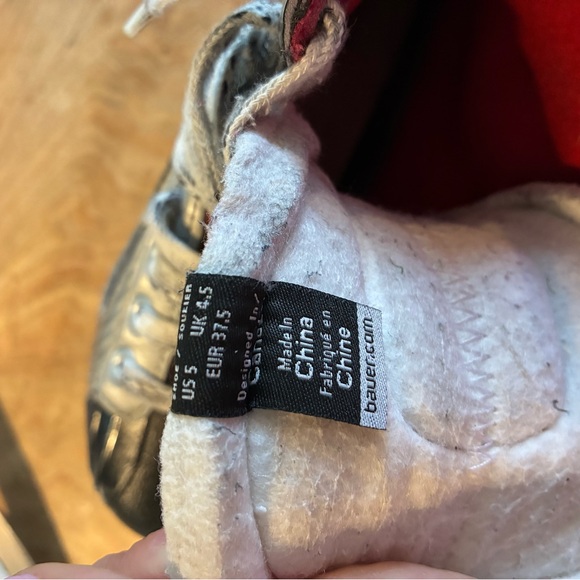 SHOE / SOULIER
US 5 UK 4.5
EUR 37.5
Designed In/
Made In
China
Fabriqué en
Chine
bauer.com